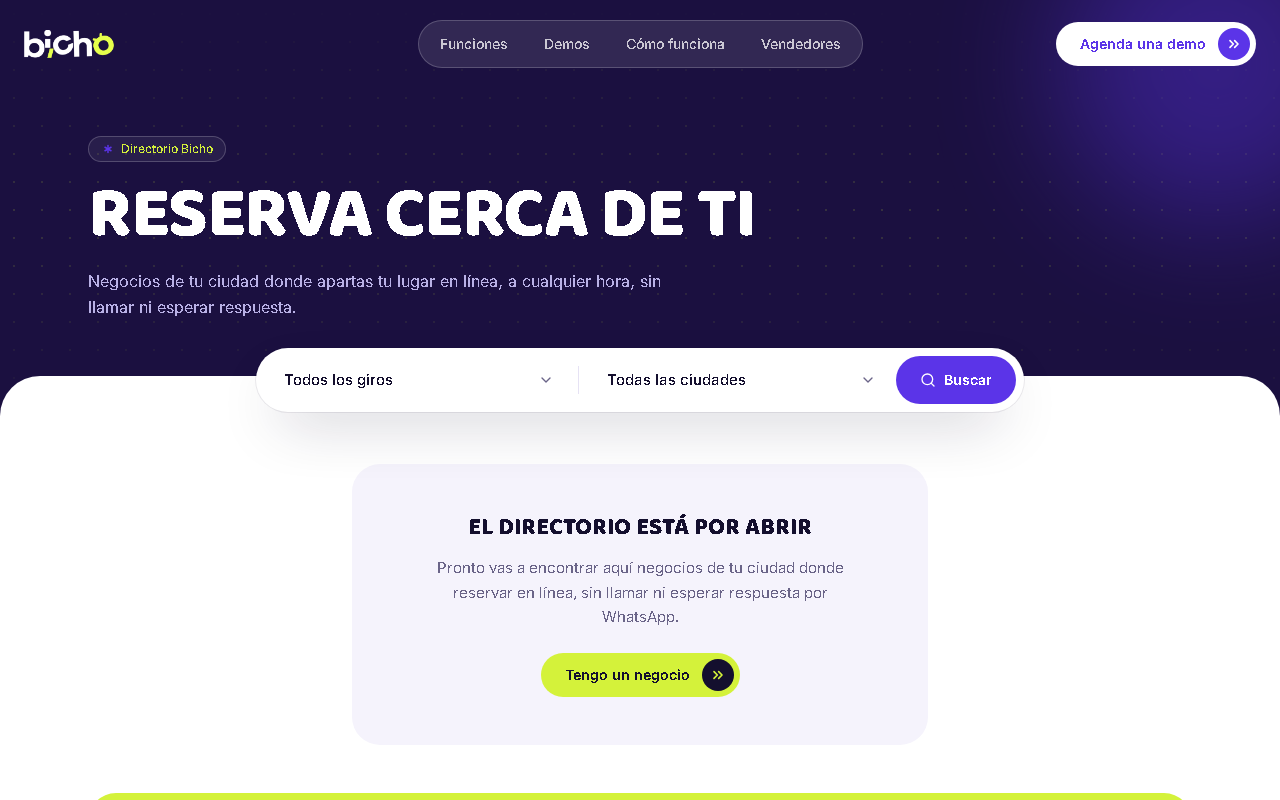 bicho
Funciones
Demos
Cómo funciona
Vendedores
Agenda una demo
Directorio Bicho
RESERVA CERCA DE TI
Negocios de tu ciudad donde apartas tu lugar en línea, a cualquier hora, sin
llamar ni esperar respuesta.
Todos los giros
Todas las ciudades
Buscar
EL DIRECTORIO ESTÁ POR ABRIR
Pronto vas a encontrar aquí negocios de tu ciudad donde
reservar en línea, sin llamar ni esperar respuesta por
WhatsApp.
Tengo un negocio